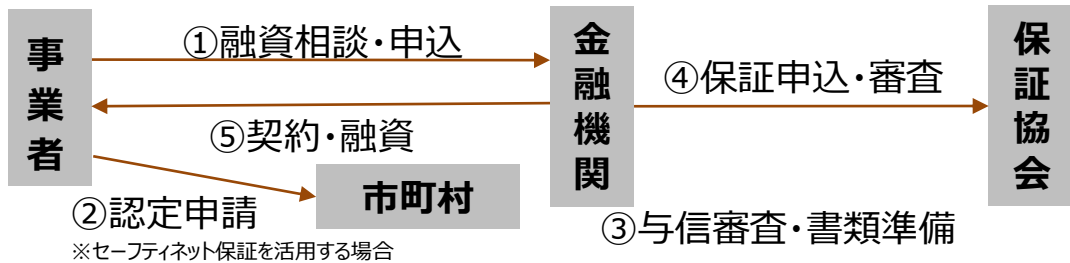 事業者
①融資相談・申込
金融機関
④保証申込・審査
保証協会
⑤契約・融資
市町村
②認定申請
※セーフティネット保証を活用する場合
③与信審査・書類準備